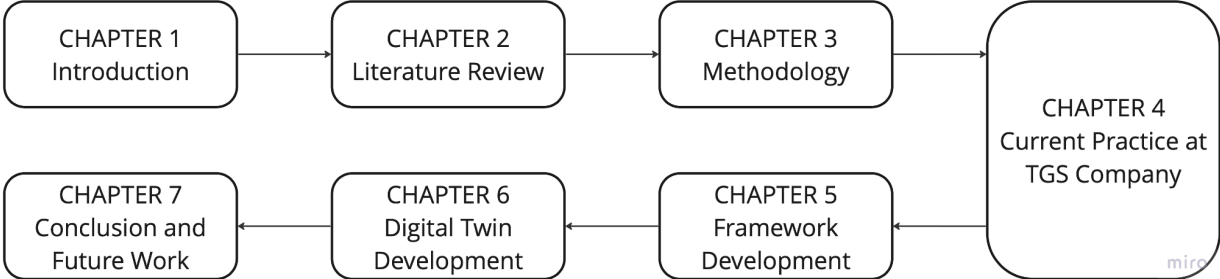 CHAPTER 1
Introduction
CHAPTER 2
Literature Review
CHAPTER 3
Methodology
CHAPTER 4
Current Practice at
TGS Company
CHAPTER 5
Framework
Development
CHAPTER 6
Digital Twin
Development
CHAPTER 7
Conclusion and
Future Work
miro